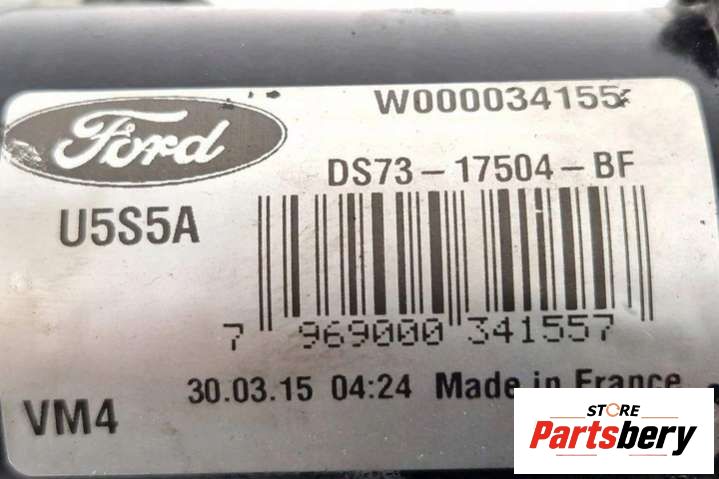 Ford
W000034155
DS73-17504-BF
U5S5A
7 969000 341557
30.03.15 04:24 Made in France
VM4
STORE
Partsbery